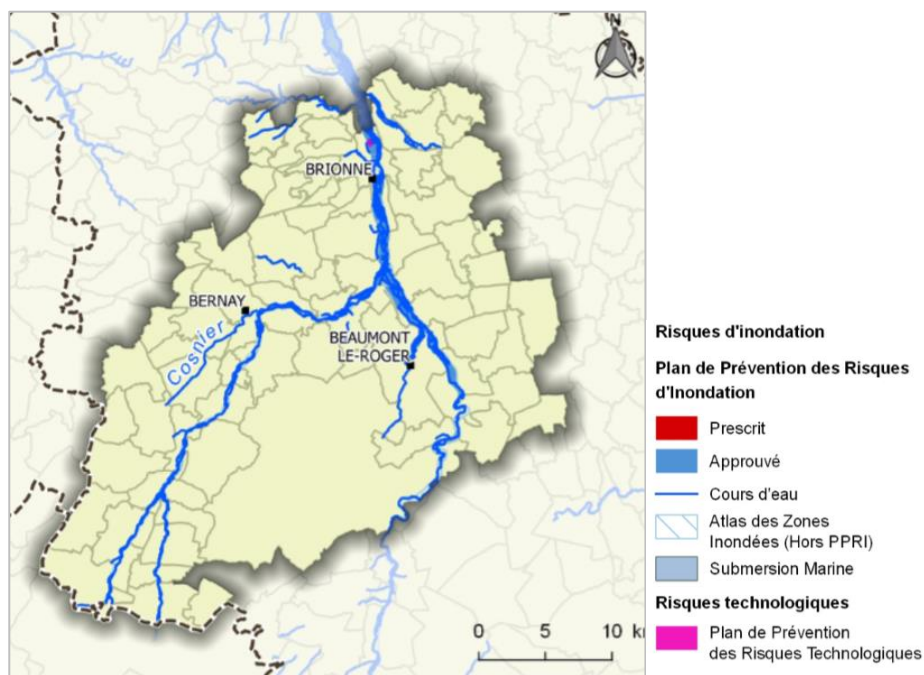 N
BRIONNE
BERNAY
Cosnier
BEAUMONT
LE-ROGER
0 5 10 km
Risques d'inondation
Plan de Prévention des Risques
d'Inondation
Prescrit
Approuvé
Cours d'eau
Atlas des Zones
Inondées (Hors PPRI)
Submersion Marine
Risques technologiques
Plan de Prévention
des Risques Technologiques